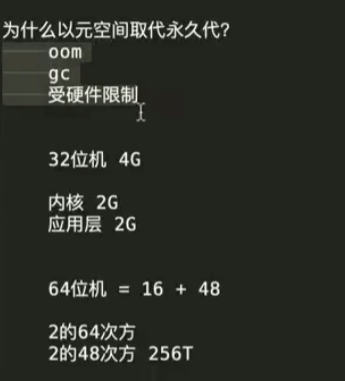 为什么以元空间取代永久代?
oom
gc
受硬件限制
32位机 4G
内核 2G
应用层 2G
64位机 = 16 + 48
2的64次方
2的48次方 256T